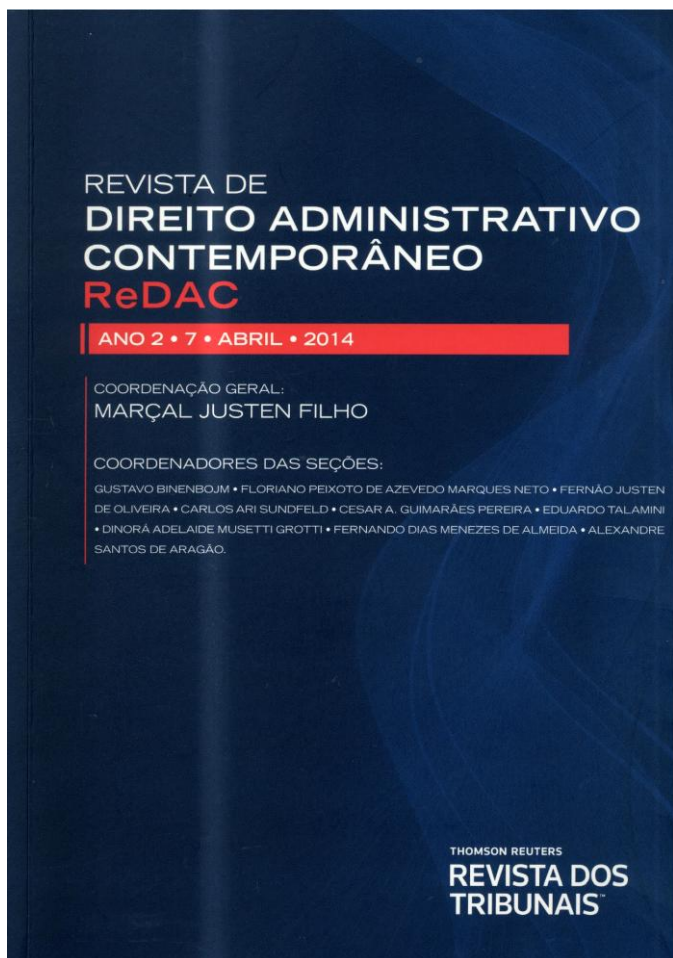 REVISTA DE
DIREITO ADMINISTRATIVO
CONTEMPORÂNEO
ReDAC
ANO 2 • 7 • ABRIL • 2014
COORDENAÇÃO GERAL:
MARÇAL JUSTEN FILHO
COORDENADORES DAS SEÇÕES:
GUSTAVO BINENBOJM • FLORIANO PEIXOTO DE AZEVEDO MARQUES NETO • FERNÃO JUSTEN
DE OLIVEIRA • CARLOS ARI SUNDFELD • CESAR A. GUIMARÃES PEREIRA • EDUARDO TALAMINI
• DINORÁ ADELAIDE MUSETTI GROTTI • FERNANDO DIAS MENEZES DE ALMEIDA • ALEXANDRE
SANTOS DE ARAGÃO.
THOMSON REUTERS
REVISTA DOS
TRIBUNAIS™